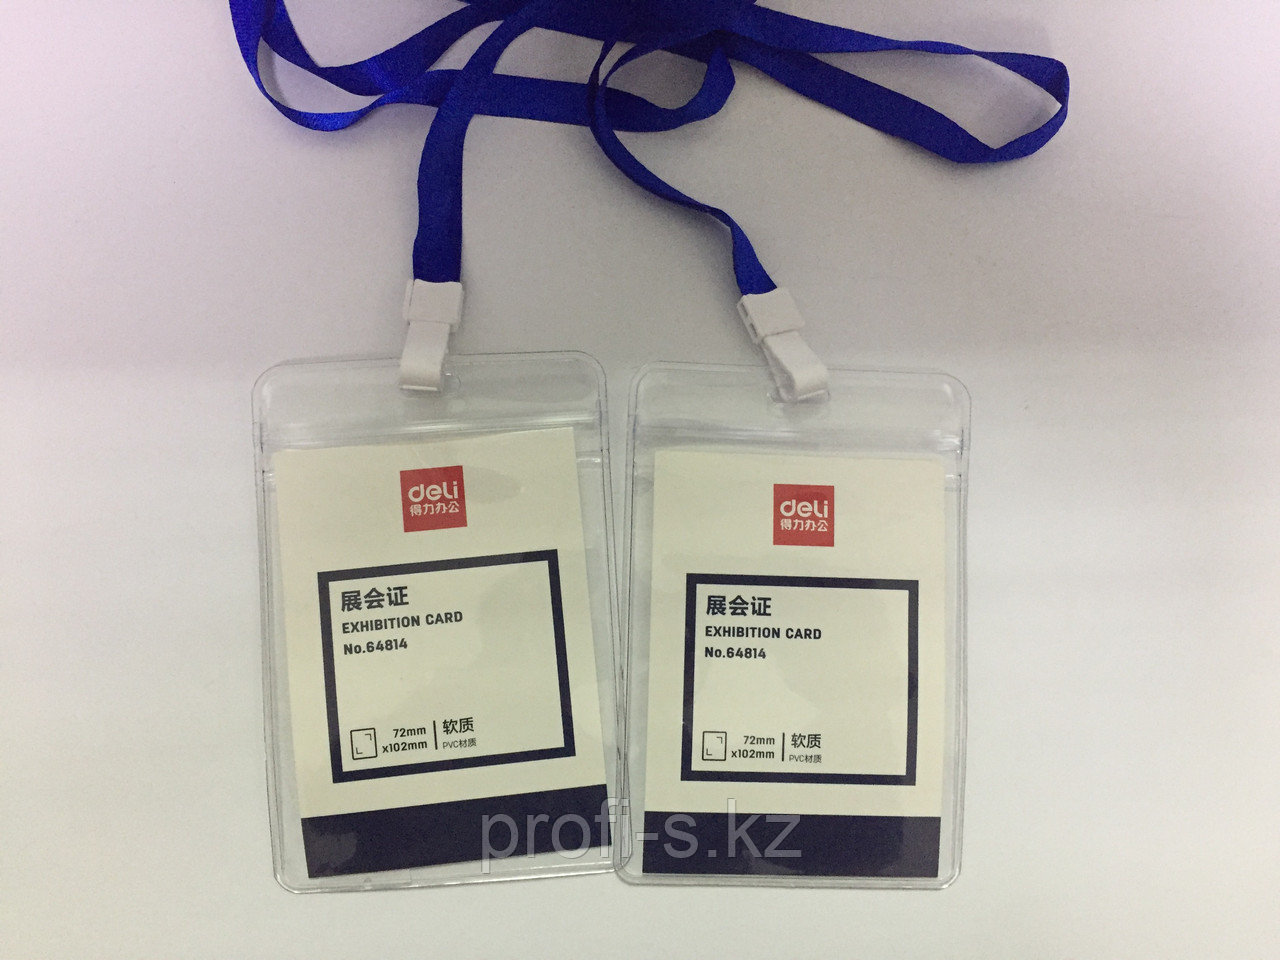 deli
得力办公
展会证
EXHIBITION CARD
No.64814
72mm
x102mm
软质
PVC材质
deli
得力办公
展会证
EXHIBITION CARD
No.64814
72mm
x102mm
软质
PVC材质
profi-s.kz